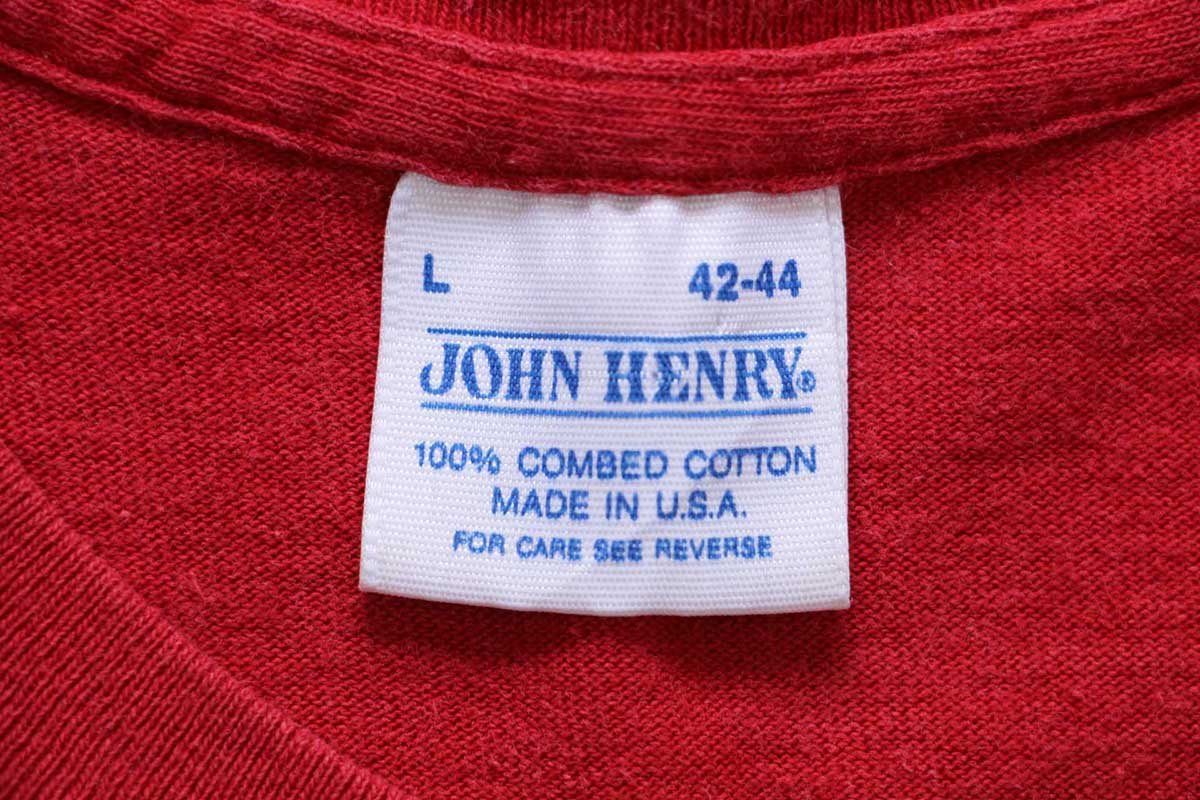 L 42-44
JOHN HENRY®
100% COMBED COTTON
MADE IN U.S.A.
FOR CARE SEE REVERSE